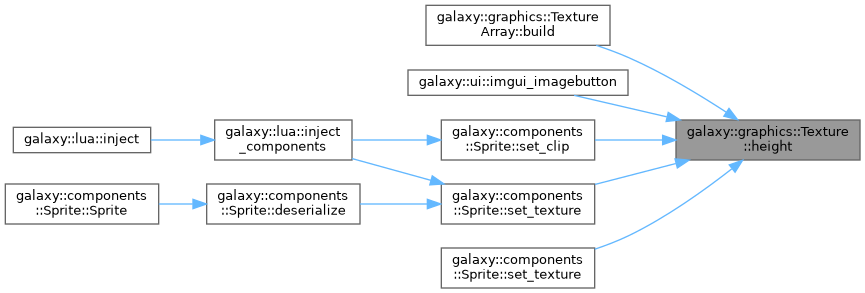 galaxy::graphics::Texture
Array::build
galaxy::ui::imgui_imagebutton
galaxy::lua::inject
galaxy::lua::inject
_components
galaxy::components
::Sprite::set_clip
galaxy::graphics::Texture
::height
galaxy::components
::Sprite::Sprite
galaxy::components
::Sprite::deserialize
galaxy::components
::Sprite::set_texture
galaxy::components
::Sprite::set_texture